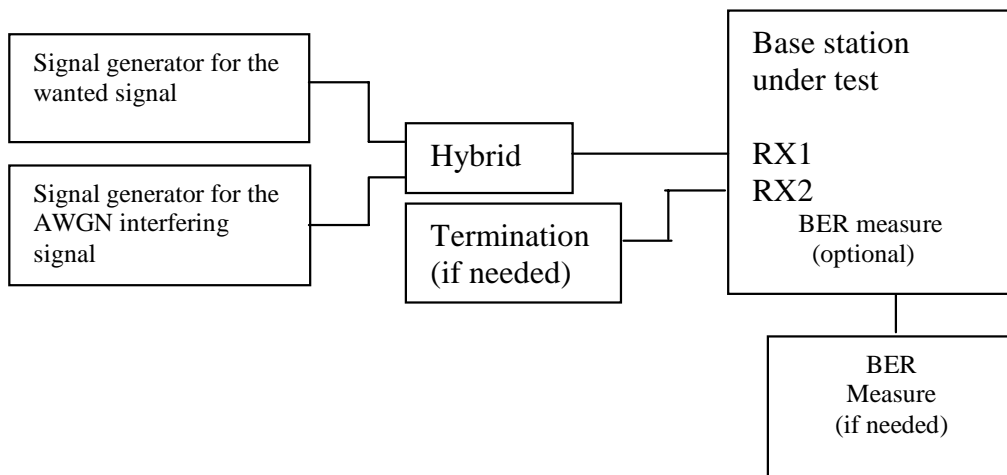 Signal generator for the
wanted signal
Signal generator for the
AWGN interfering
signal
Hybrid
Termination
(if needed)
Base station
under test
RX1
RX2
BER measure
(optional)
BER
Measure
(if needed)